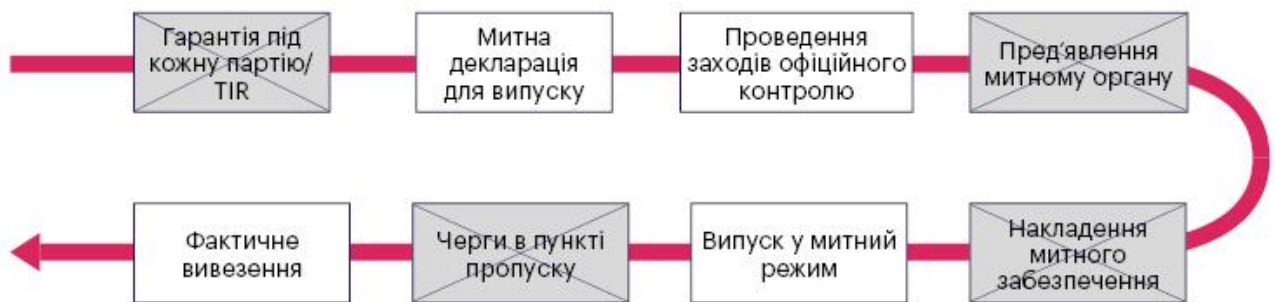 Гарантія під
кожну партію/
TIR
Митна
декларація
для випуску
Проведення
заходів офіційного
контролю
Пред'явлення
митному органу
Накладення
митного
забезпечення
Випуск у митний
режим
Черги в пункті
пропуску
Фактичне
вивезення